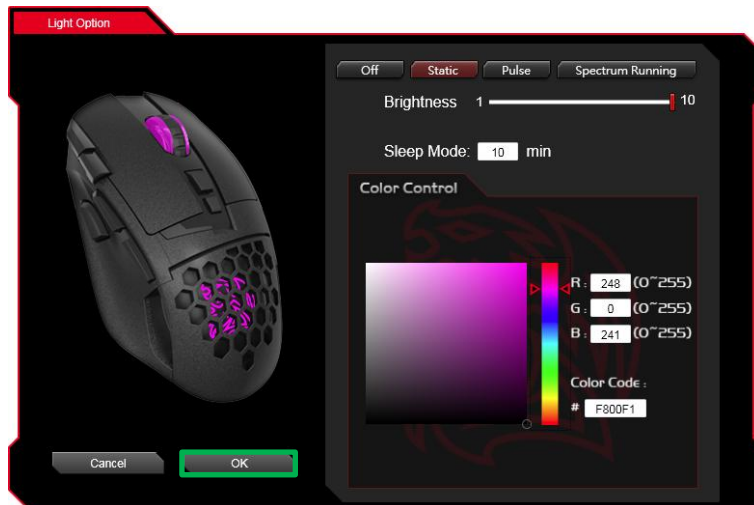 Light Option
Off Static Pulse Spectrum Running
Brightness 1 10
Sleep Mode: 10 min
Color Control
R : 248 (0~255)
G : 0 (0~255)
B : 241 (0~255)
Color Code :
# F800F1
Cancel OK